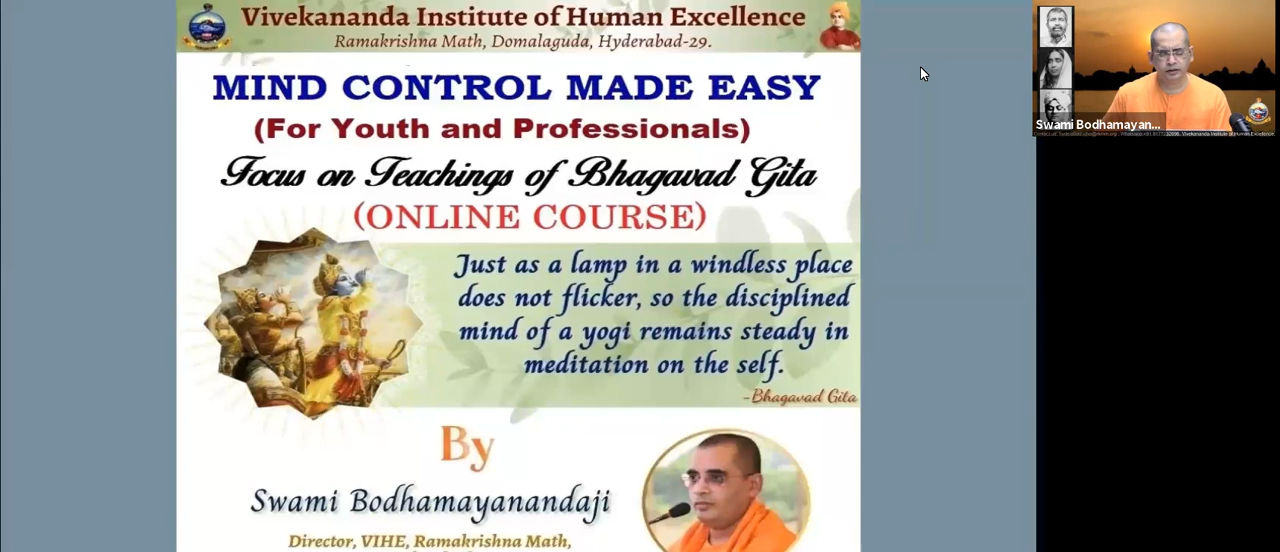 Vivekananda Institute of Human Excellence
Ramakrishna Math, Domalaguda, Hyderabad-29.
MIND CONTROL MADE EASY
(For Youth and Professionals)
Focus on Teachings of Bhagavad Gita
(ONLINE COURSE)
Just as a lamp in a windless place
does not flicker, so the disciplined
mind of a yogi remains steady in
meditation on the self.
-Bhagavad Gita
By
Swami Bodhamayanandaji
Director, VIHE, Ramakrishna Math,
Swami Bodhamayan...